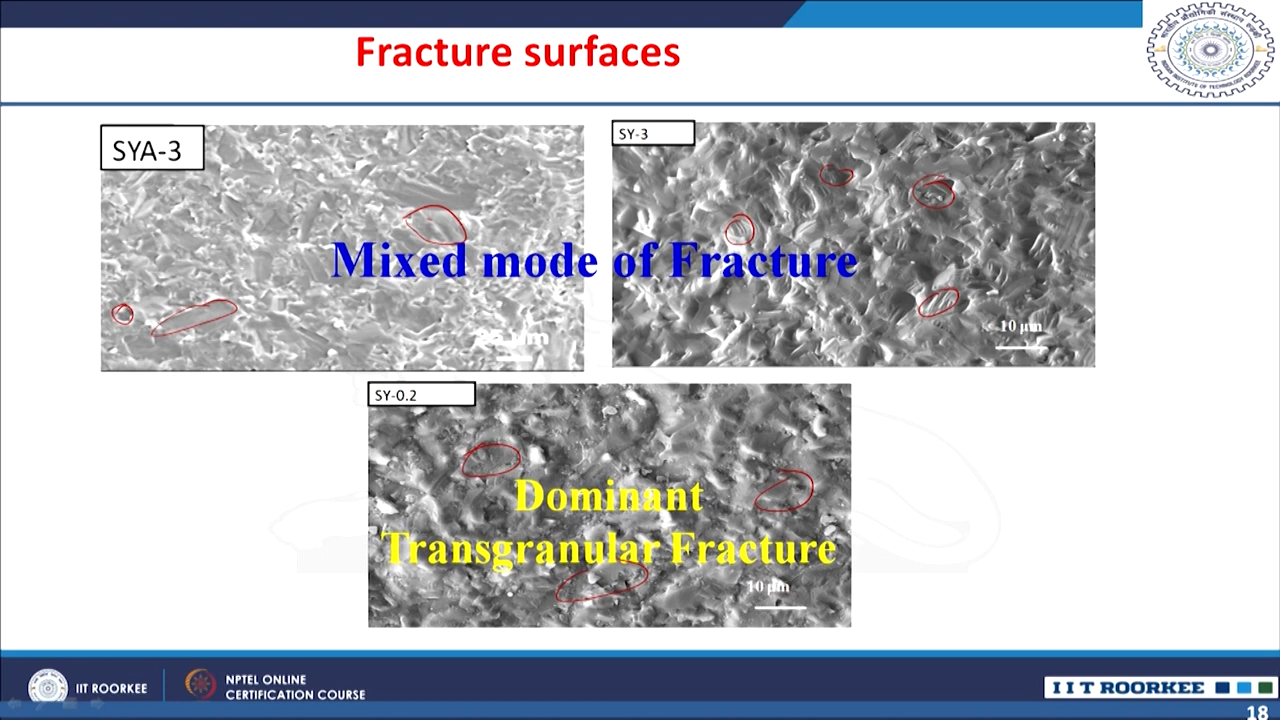 Fracture surfaces
SYA-3
SY-3
Mixed mode of Fracture
10 μm
SY-0.2
Dominant
Transgranular Fracture
10 μm
IIT ROORKEE
NPTEL ONLINE
CERTIFICATION COURSE
IIT ROORKEE
18